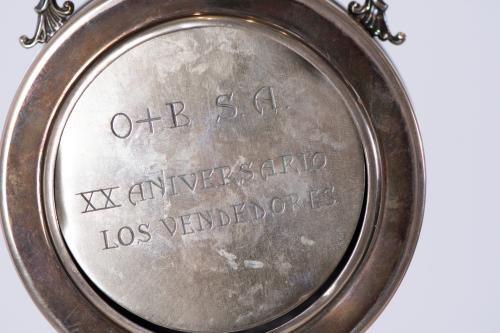 O+B S.A.
XX ANIVERSARIO
LOS VENDEDORES